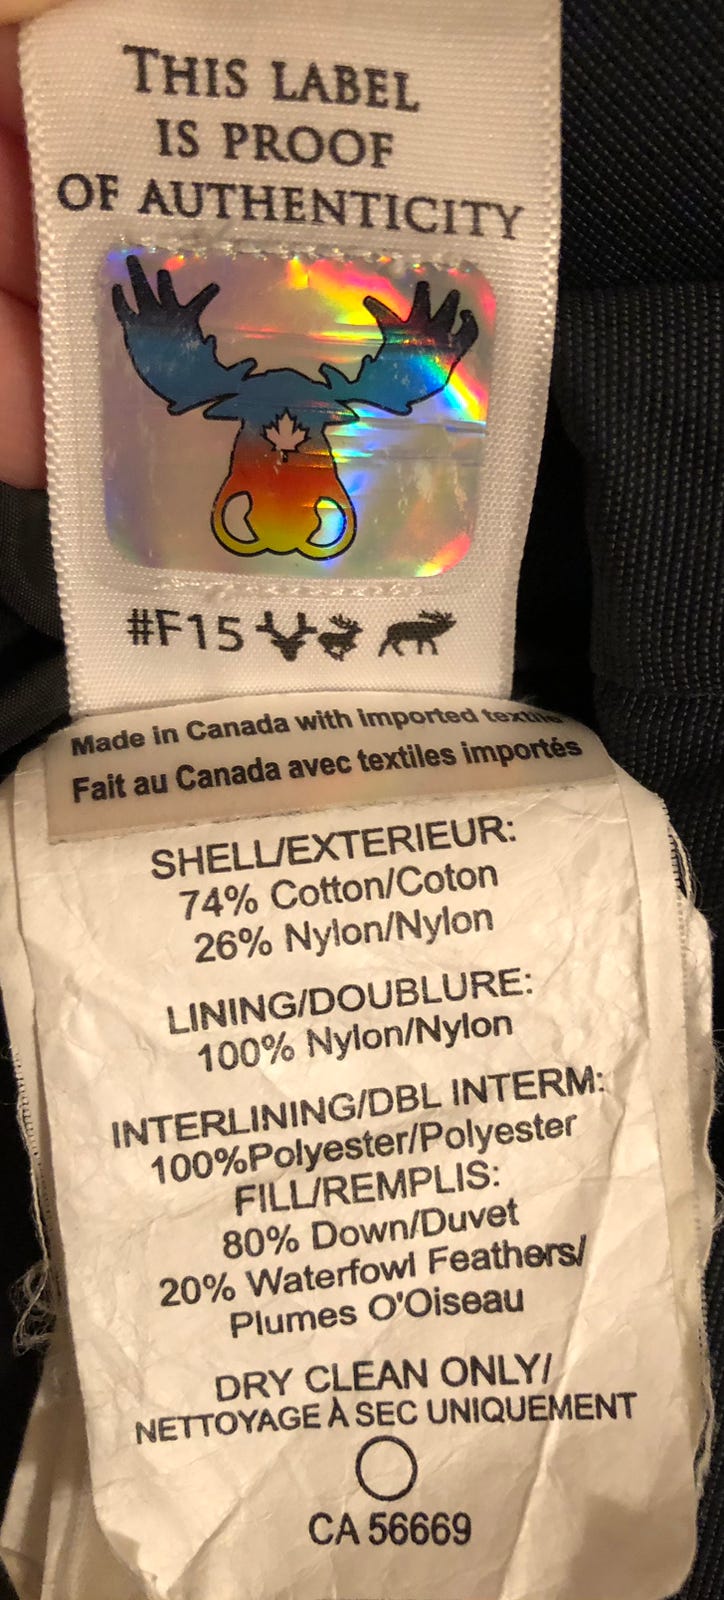 THIS LABEL
IS PROOF
OF AUTHENTICITY
#F15
Made in Canada with imported textile
Fait au Canada avec textiles importés
SHELL/EXTERIEUR:
74% Cotton/Coton
26% Nylon/Nylon
LINING/DOUBLURE:
100% Nylon/Nylon
INTERLINING/DBL INTERM:
100%Polyester/Polyester
FILL/REMPLIS:
80% Down/Duvet
20% Waterfowl Feathers/
Plumes O'Oiseau
DRY CLEAN ONLY/
NETTOYAGE À SEC UNIQUEMENT
CA 56669